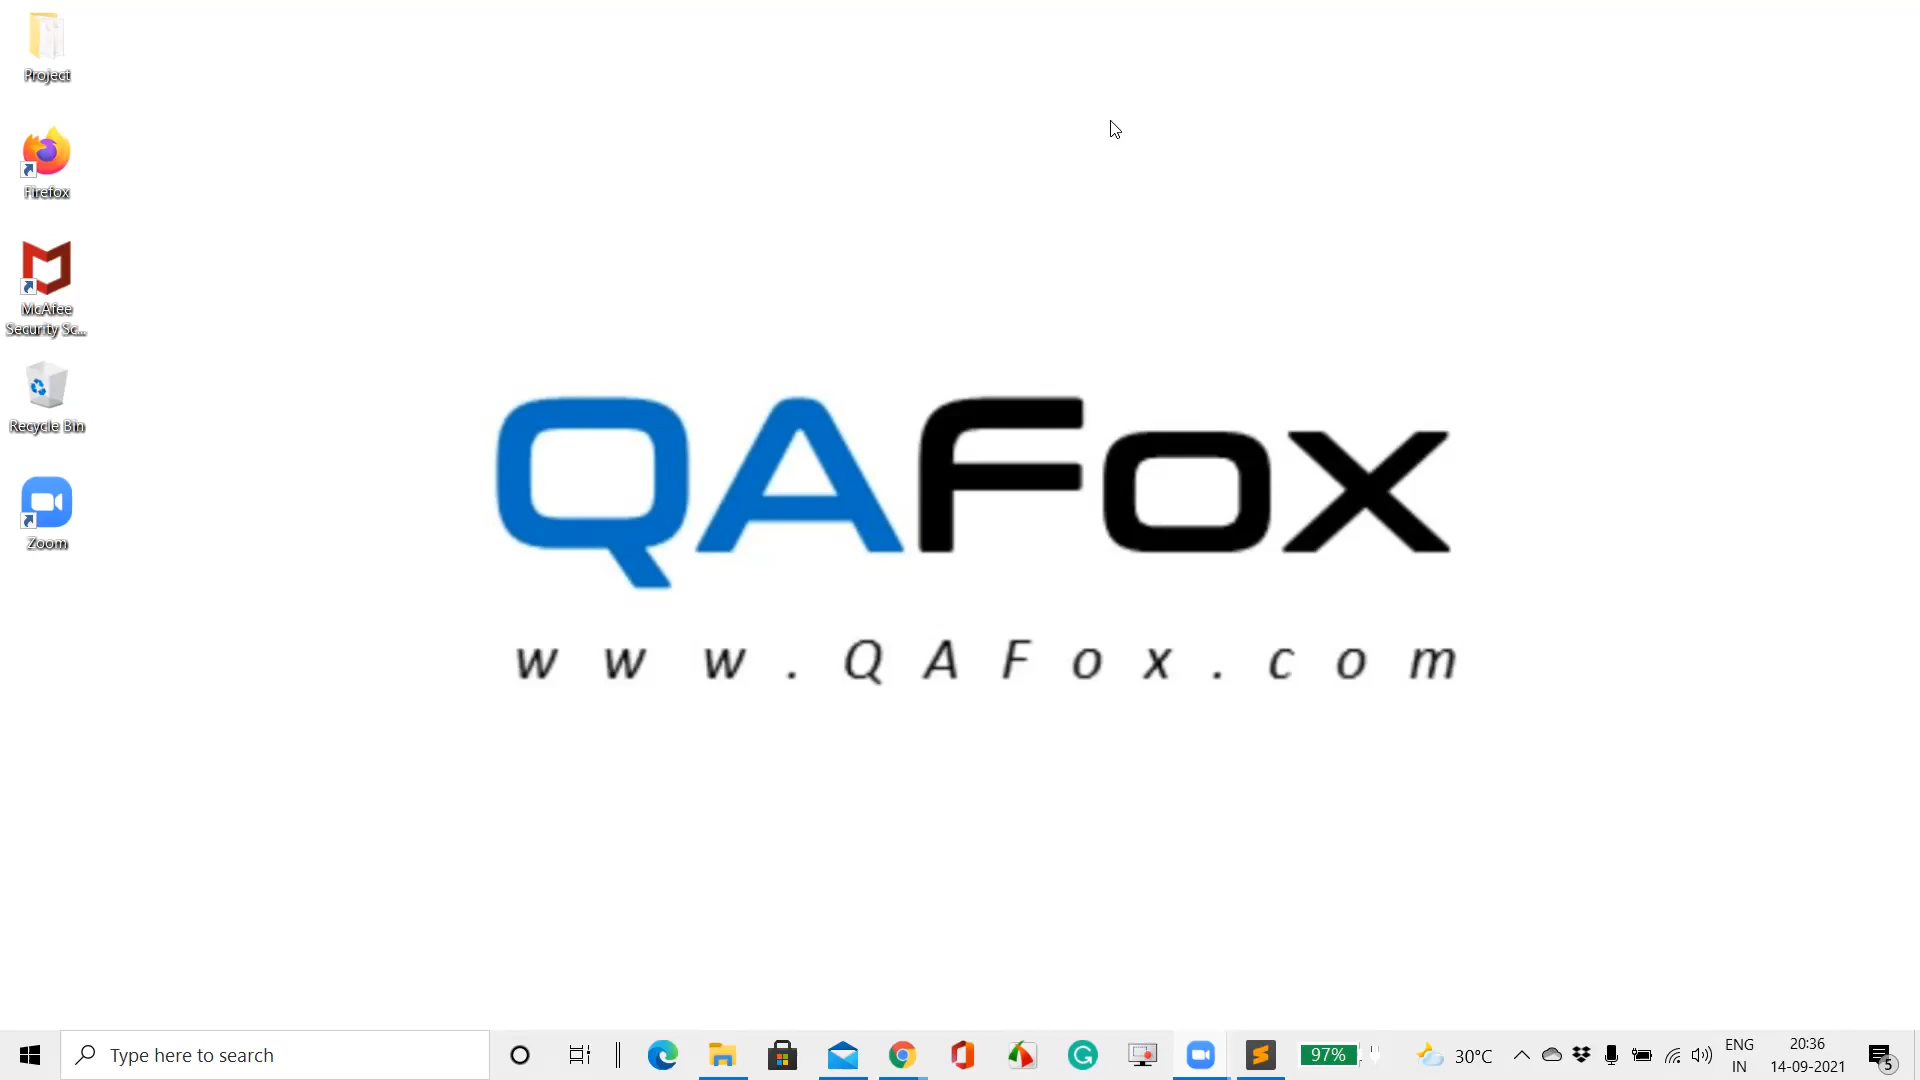 Project
Firefox
McAfee
Security Sc...
Recycle Bin
Zoom
QAFox
www.QAFox.com
Type here to search
97%
30°C
ENG
IN
20:36
14-09-2021
5